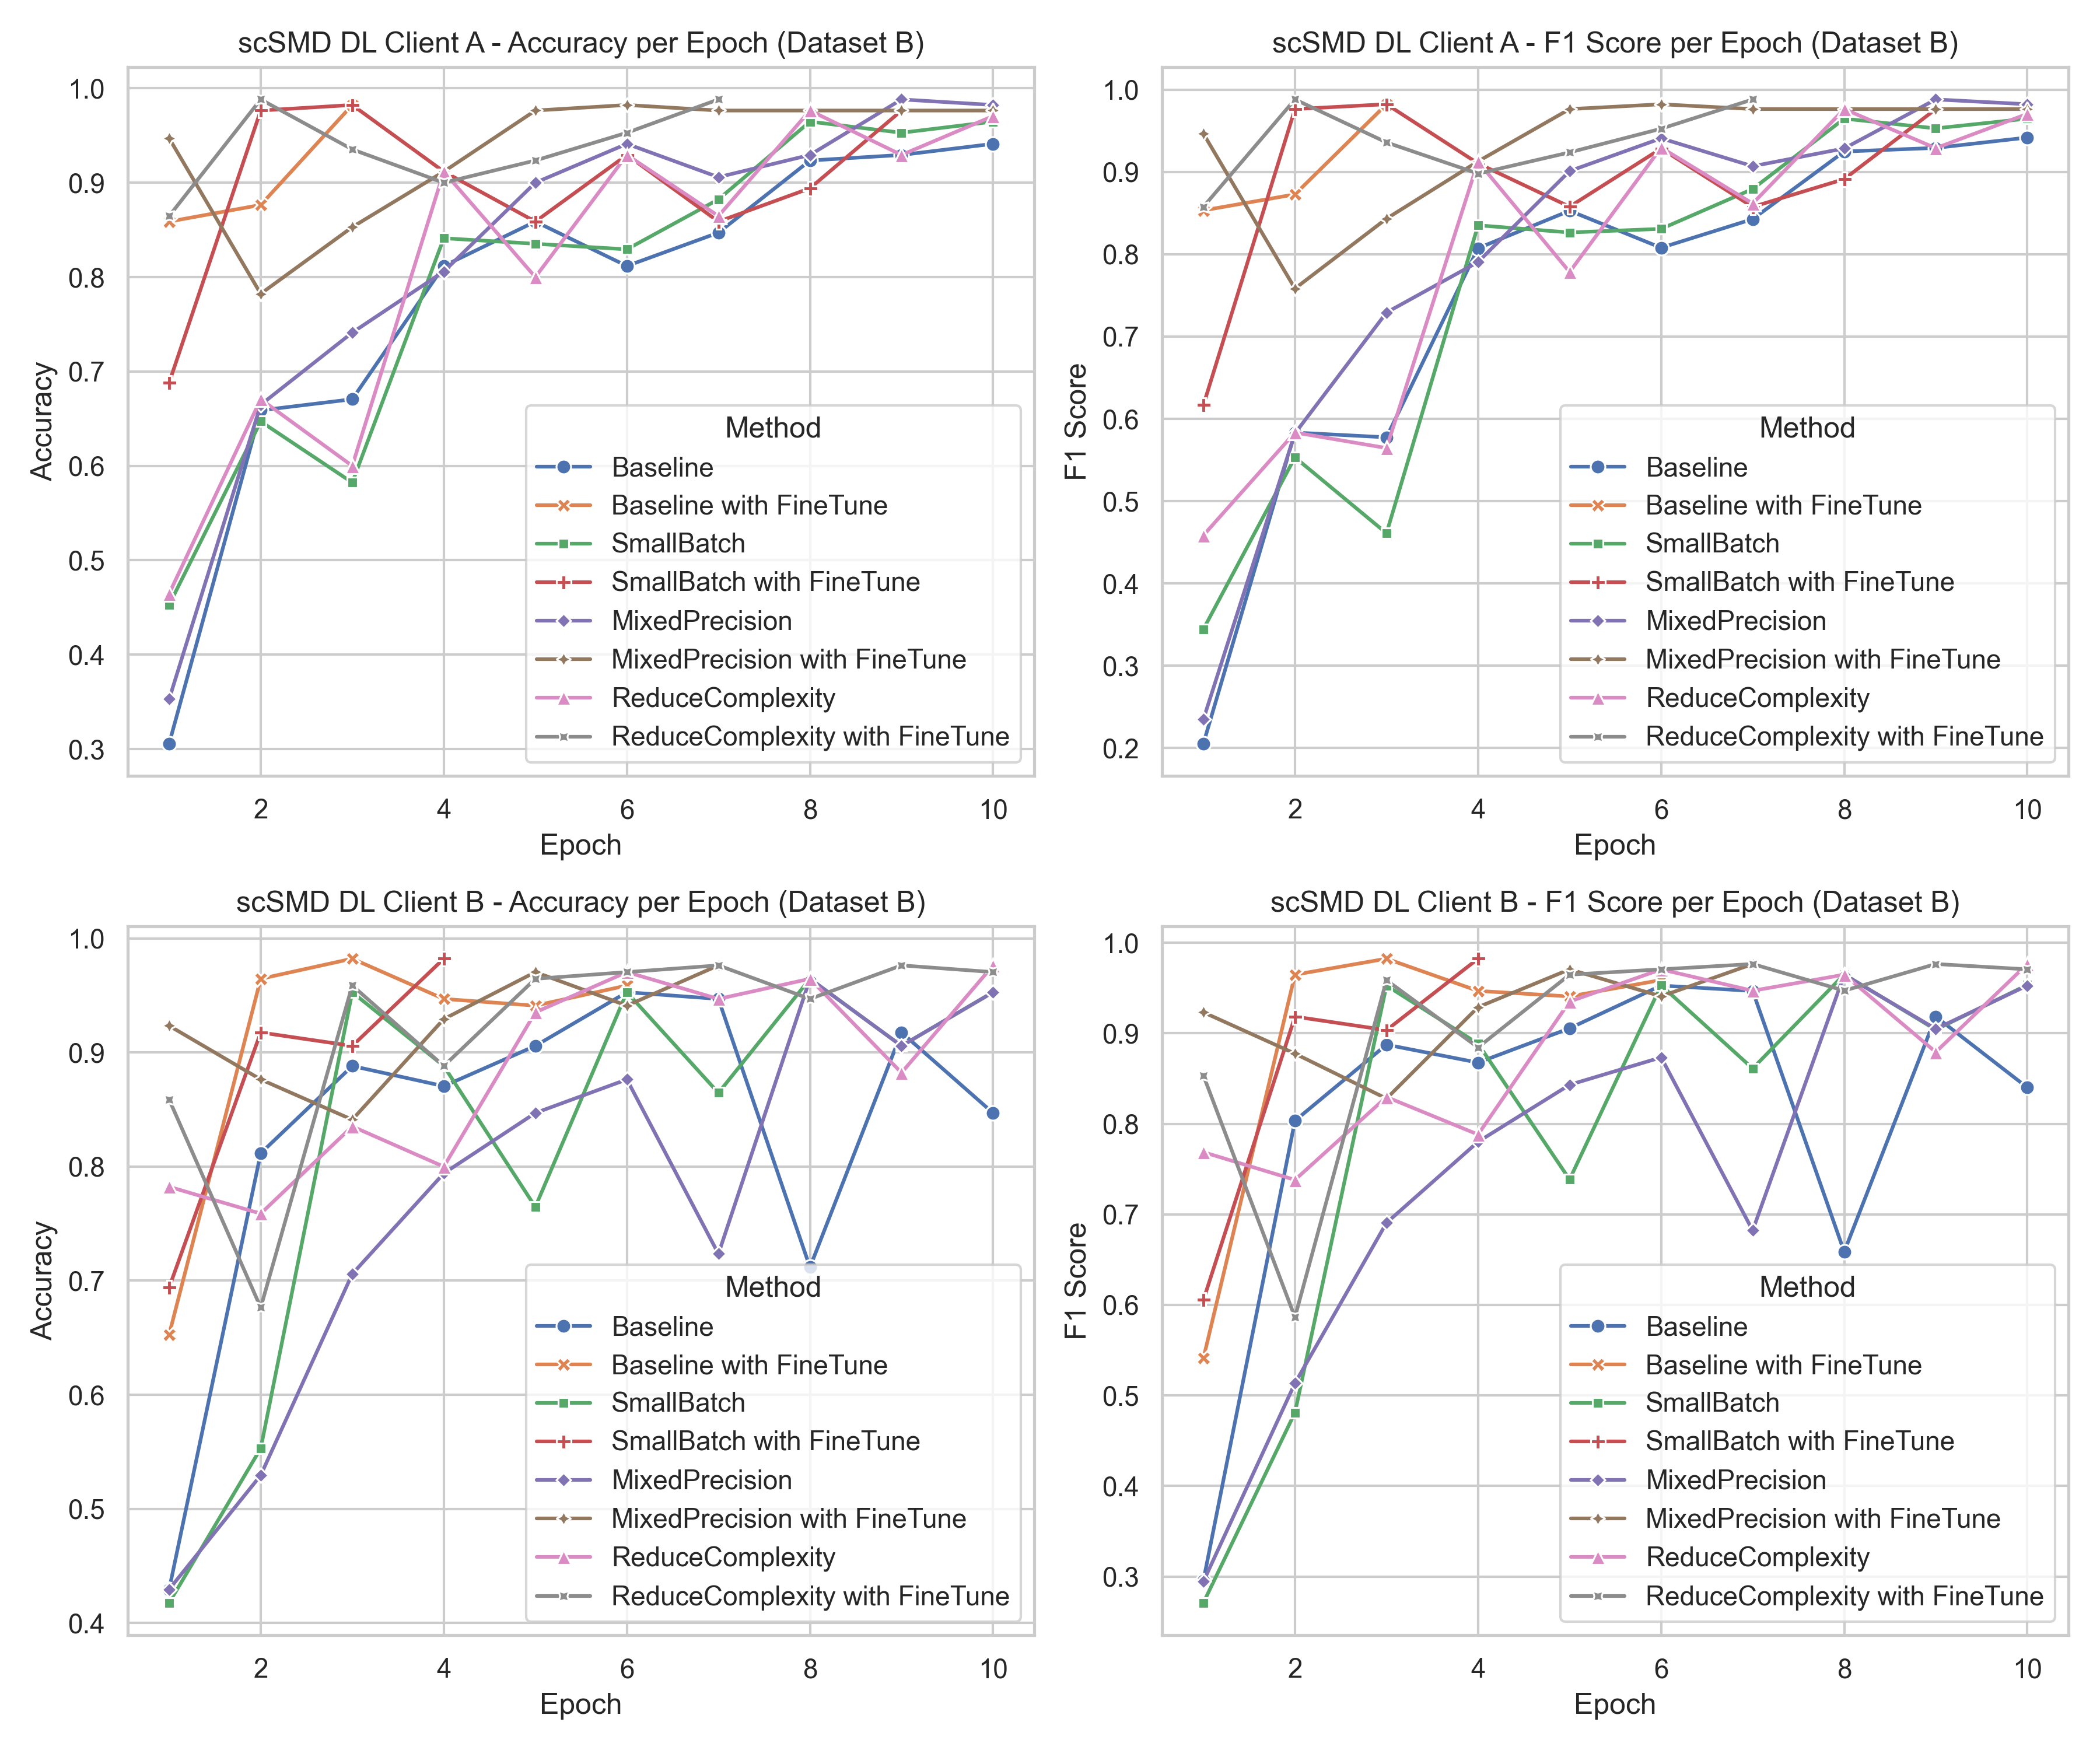 scSMD DL Client A - Accuracy per Epoch (Dataset B)
1.0
0.9
0.8
0.7
0.6
0.5
0.4
0.3
Accuracy
Method
Baseline
Baseline with FineTune
SmallBatch
SmallBatch with FineTune
MixedPrecision
MixedPrecision with FineTune
ReduceComplexity
ReduceComplexity with FineTune
2 4 6 8 10
Epoch
scSMD DL Client A - F1 Score per Epoch (Dataset B)
1.0
0.9
0.8
0.7
0.6
0.5
0.4
0.3
0.2
F1 Score
Method
Baseline
Baseline with FineTune
SmallBatch
SmallBatch with FineTune
MixedPrecision
MixedPrecision with FineTune
ReduceComplexity
ReduceComplexity with FineTune
2 4 6 8 10
Epoch
scSMD DL Client B - Accuracy per Epoch (Dataset B)
1.0
0.9
0.8
0.7
0.6
0.5
0.4
Accuracy
Method
Baseline
Baseline with FineTune
SmallBatch
SmallBatch with FineTune
MixedPrecision
MixedPrecision with FineTune
ReduceComplexity
ReduceComplexity with FineTune
2 4 6 8 10
Epoch
scSMD DL Client B - F1 Score per Epoch (Dataset B)
1.0
0.9
0.8
0.7
0.6
0.5
0.4
0.3
F1 Score
Method
Baseline
Baseline with FineTune
SmallBatch
SmallBatch with FineTune
MixedPrecision
MixedPrecision with FineTune
ReduceComplexity
ReduceComplexity with FineTune
2 4 6 8 10
Epoch